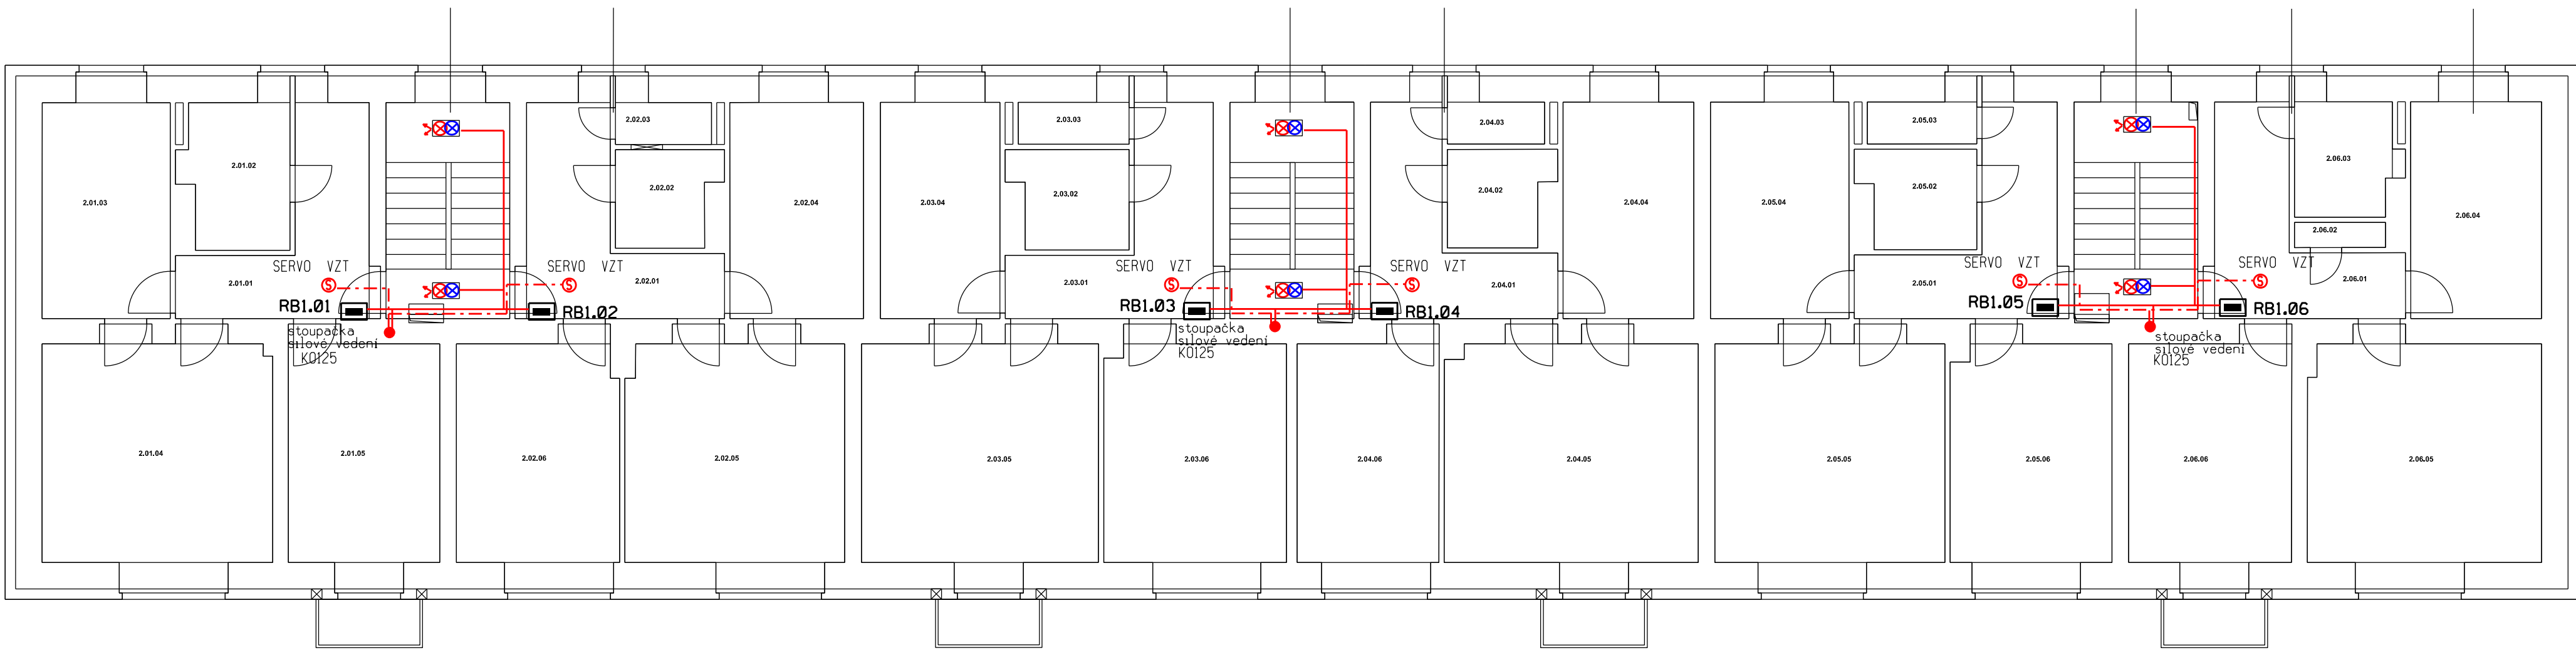 2.02.03
2.03.03
2.04.03
2.05.03
2.01.02
2.02.02
2.03.02
2.04.02
2.05.02
2.06.03
2.01.03
2.02.04
2.03.04
2.04.04
2.05.04
2.06.04
2.06.02
SERVO VZT
SERVO VZT
SERVO VZT
SERVO VZT
SERVO VZT
SERVO VZT
2.01.01
2.02.01
2.03.01
2.04.01
2.05.01
2.06.01
S
S
S
S
S
S
RB1.01
RB1.02
RB1.03
RB1.04
RB1.05
RB1.06
stoupačka
silové vedení
K0125
stoupačka
silové vedení
K0125
stoupačka
silové vedení
K0125
2.01.04
2.01.05
2.02.06
2.02.05
2.03.05
2.03.06
2.04.06
2.04.05
2.05.05
2.05.06
2.06.06
2.06.05